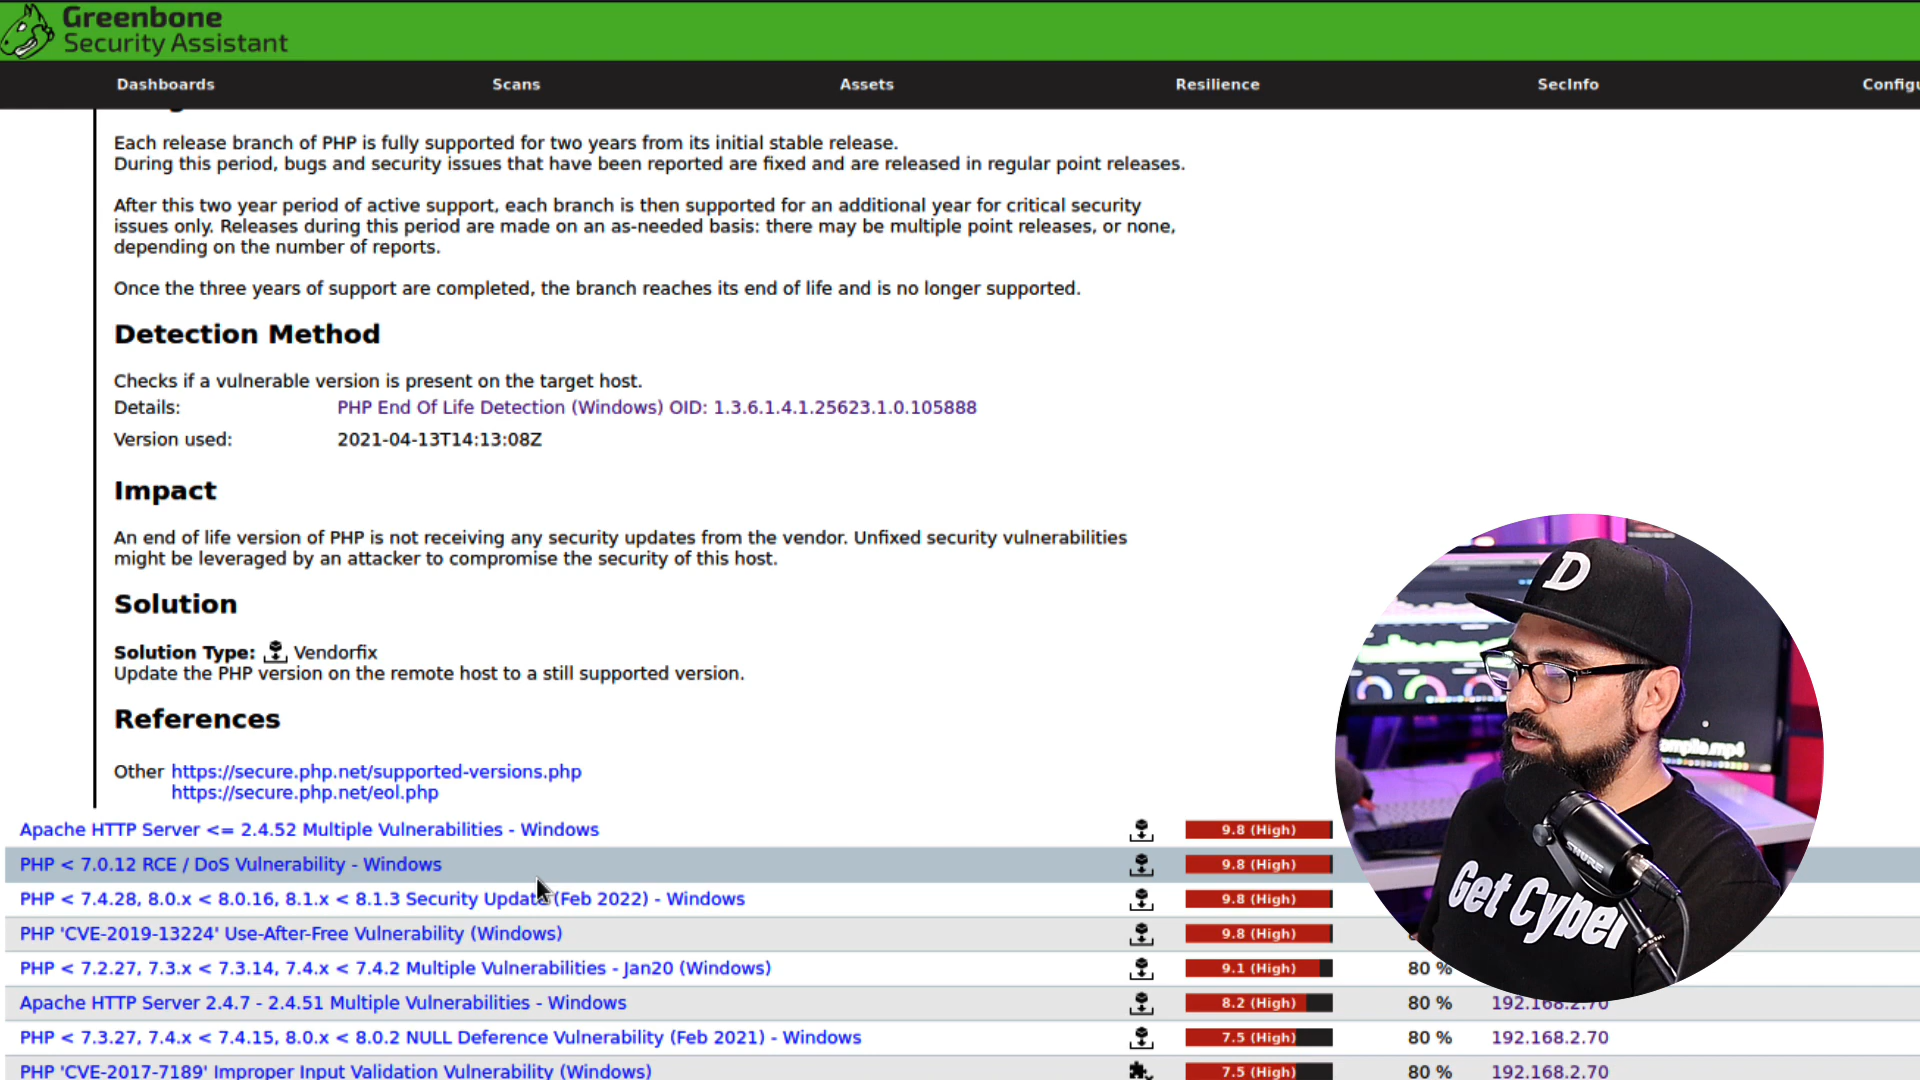 Greenbone
Security Assistant
Dashboards Scans Assets Resilience SecInfo
Each release branch of PHP is fully supported for two years from its initial stable release.
During this period, bugs and security issues that have been reported are fixed and are released in regular point releases.
After this two year period of active support, each branch is then supported for an additional year for critical security
issues only. Releases during this period are made on an as-needed basis: there may be multiple point releases, or none,
depending on the number of reports.
Once the three years of support are completed, the branch reaches its end of life and is no longer supported.
Detection Method
Checks if a vulnerable version is present on the target host.
Details: PHP End Of Life Detection (Windows) OID: 1.3.6.1.4.1.25623.1.0.105888
Version used: 2021-04-13T14:13:08Z
Impact
An end of life version of PHP is not receiving any security updates from the vendor. Unfixed security vulnerabilities
might be leveraged by an attacker to compromise the security of this host.
Solution
Solution Type: Vendorfix
Update the PHP version on the remote host to a still supported version.
References
Other https://secure.php.net/supported-versions.php
https://secure.php.net/eol.php
Apache HTTP Server <= 2.4.52 Multiple Vulnerabilities - Windows 9.8 (High)
PHP < 7.0.12 RCE / DoS Vulnerability - Windows 9.8 (High)
PHP < 7.4.28, 8.0.x < 8.0.16, 8.1.x < 8.1.3 Security Update (Feb 2022) - Windows 9.8 (High)
PHP 'CVE-2019-13224' Use-After-Free Vulnerability (Windows) 9.8 (High)
PHP < 7.2.27, 7.3.x < 7.3.14, 7.4.x < 7.4.2 Multiple Vulnerabilities - Jan20 (Windows) 9.1 (High) 80 %
Apache HTTP Server 2.4.7 - 2.4.51 Multiple Vulnerabilities - Windows 8.2 (High) 80 % 192.168.2.70
PHP < 7.3.27, 7.4.x < 7.4.15, 8.0.x < 8.0.2 NULL Deference Vulnerability (Feb 2021) - Windows 7.5 (High) 80 % 192.168.2.70
PHP 'CVE-2017-7189' Improper Input Validation Vulnerability (Windows) 7.5 (High) 80 % 192.168.2.70
D
SHURE
Get Cyber